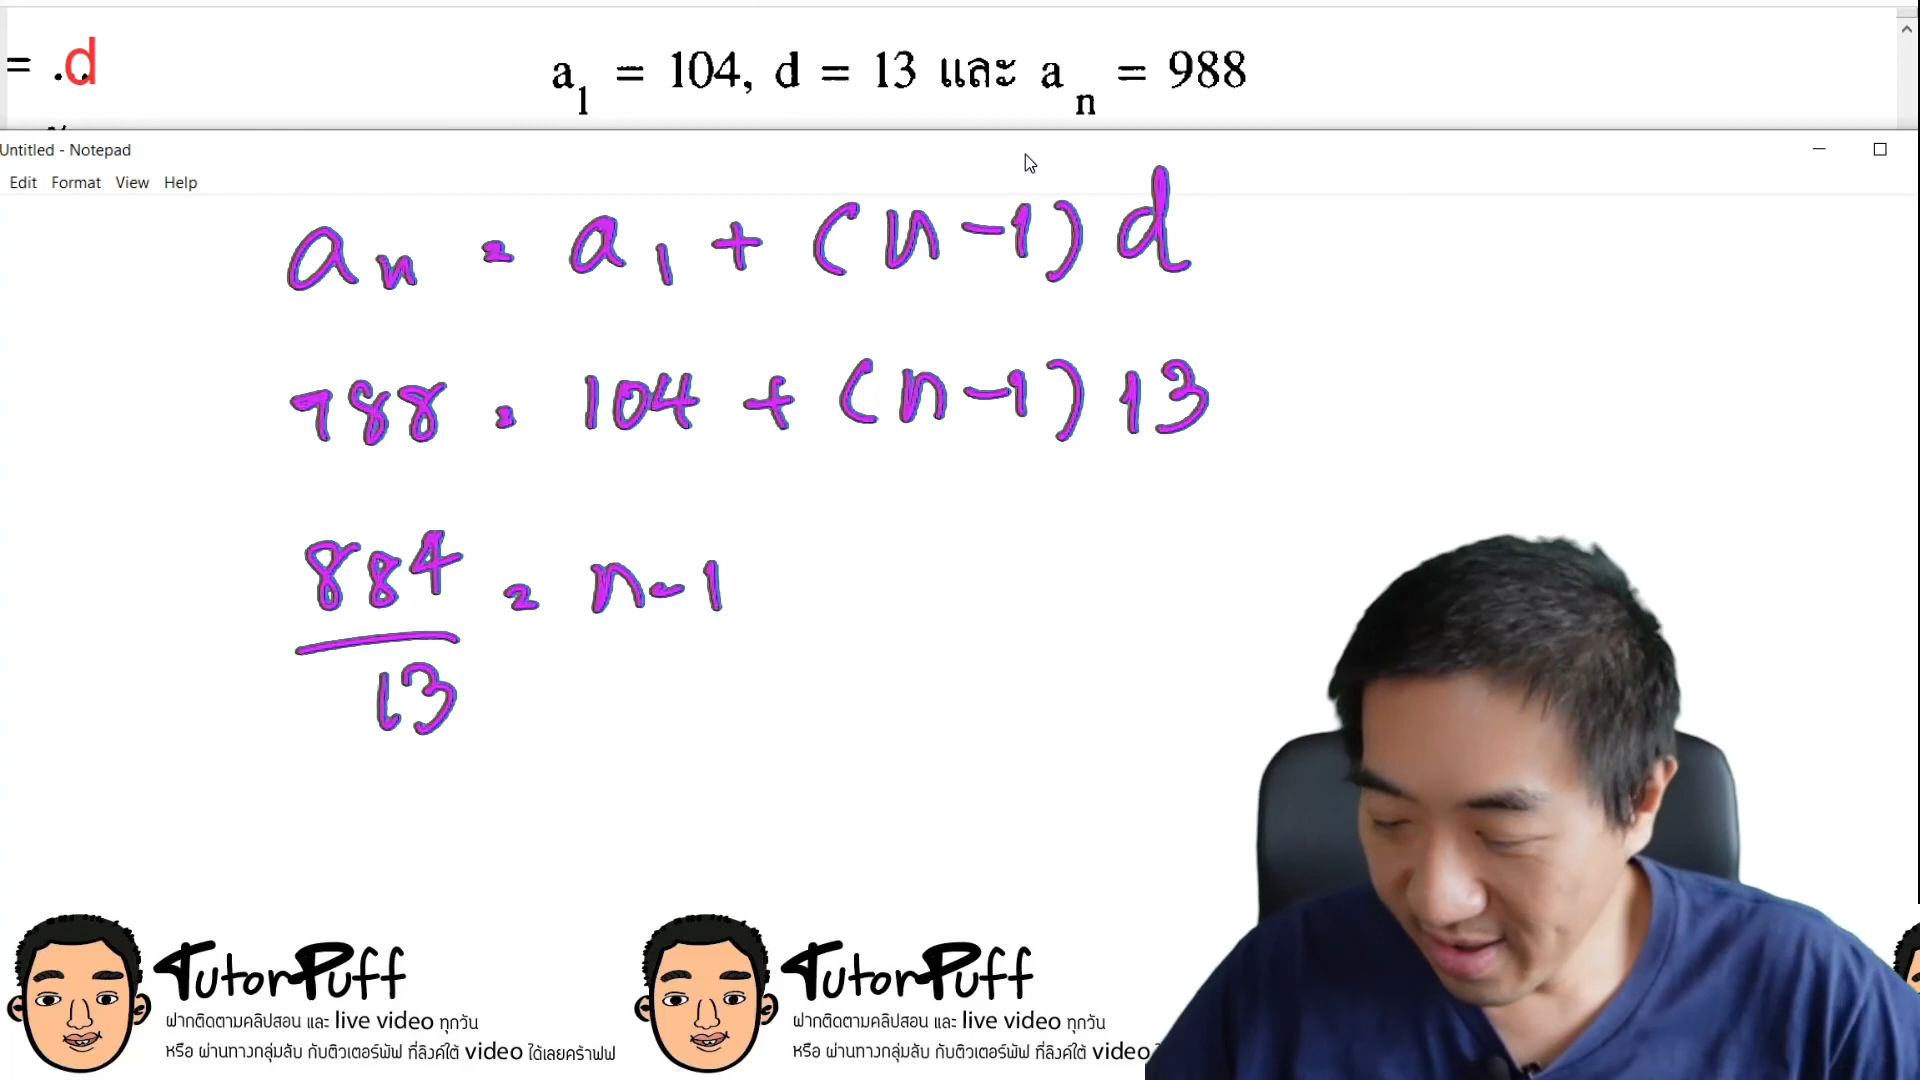 = . d
a1 = 104, d = 13 และ an = 988
Untitled - Notepad
Edit Format View Help
an = a1 + (n-1) d
988 = 104 + (n-1) 13
884/13 = n-1
TutorPuff
ฝากติดตามคลิปสอน และ live video ทุกวัน
หรือ ผ่านทางกลุ่มลับ กับติวเตอร์พัฟ ที่ลิงค์ใต้ video ได้เลยคร้าฟฟ
TutorPuff
ฝากติดตามคลิปสอน และ live video ทุกวัน
หรือ ผ่านทางกลุ่มลับ กับติวเตอร์พัฟ ที่ลิงค์ใต้ video